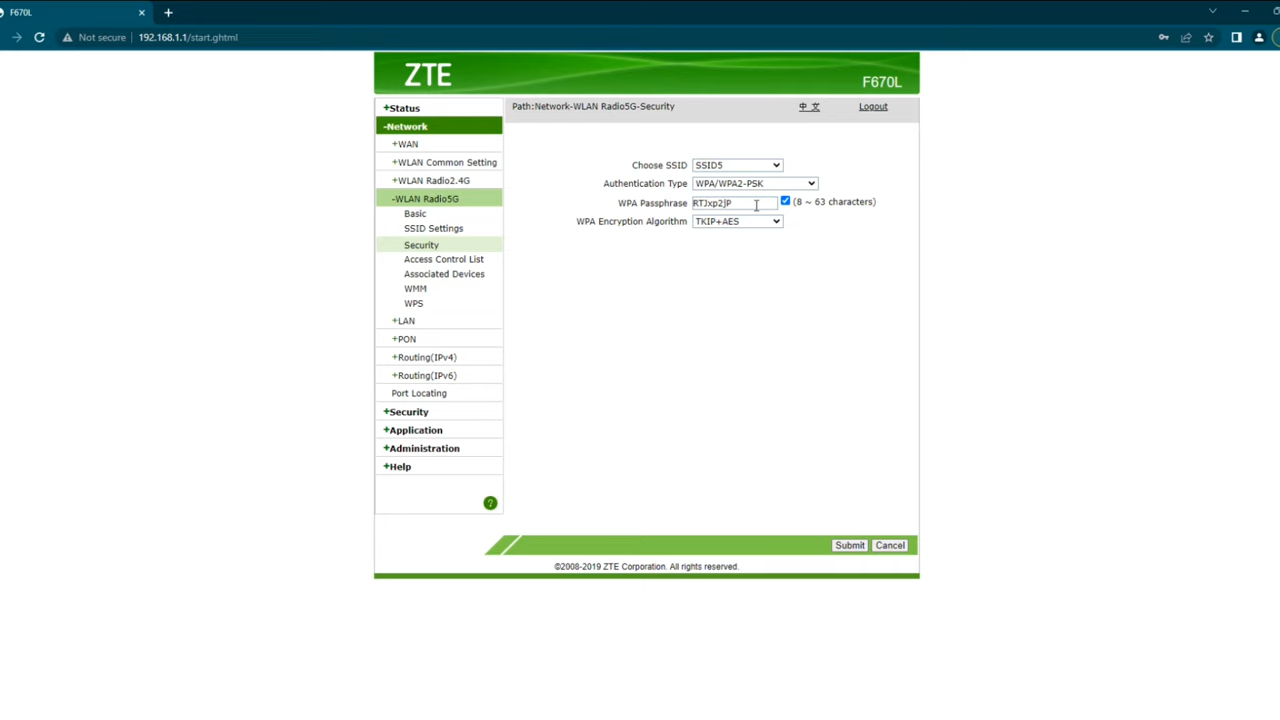 F670L
Not secure
192.168.1.1/start.ghtml
ZTE
F670L
+Status
Path:Network-WLAN Radio5G-Security
中 文
Logout
-Network
+WAN
+WLAN Common Setting
+WLAN Radio2.4G
-WLAN Radio5G
Basic
SSID Settings
Security
Access Control List
Associated Devices
WMM
WPS
+LAN
+PON
+Routing(IPv4)
+Routing(IPv6)
Port Locating
+Security
+Application
+Administration
+Help
?
Choose SSID SSID5
Authentication Type WPA/WPA2-PSK
WPA Passphrase RTJxp2jP (8 ~ 63 characters)
WPA Encryption Algorithm TKIP+AES
Submit Cancel
©2008-2019 ZTE Corporation. All rights reserved.